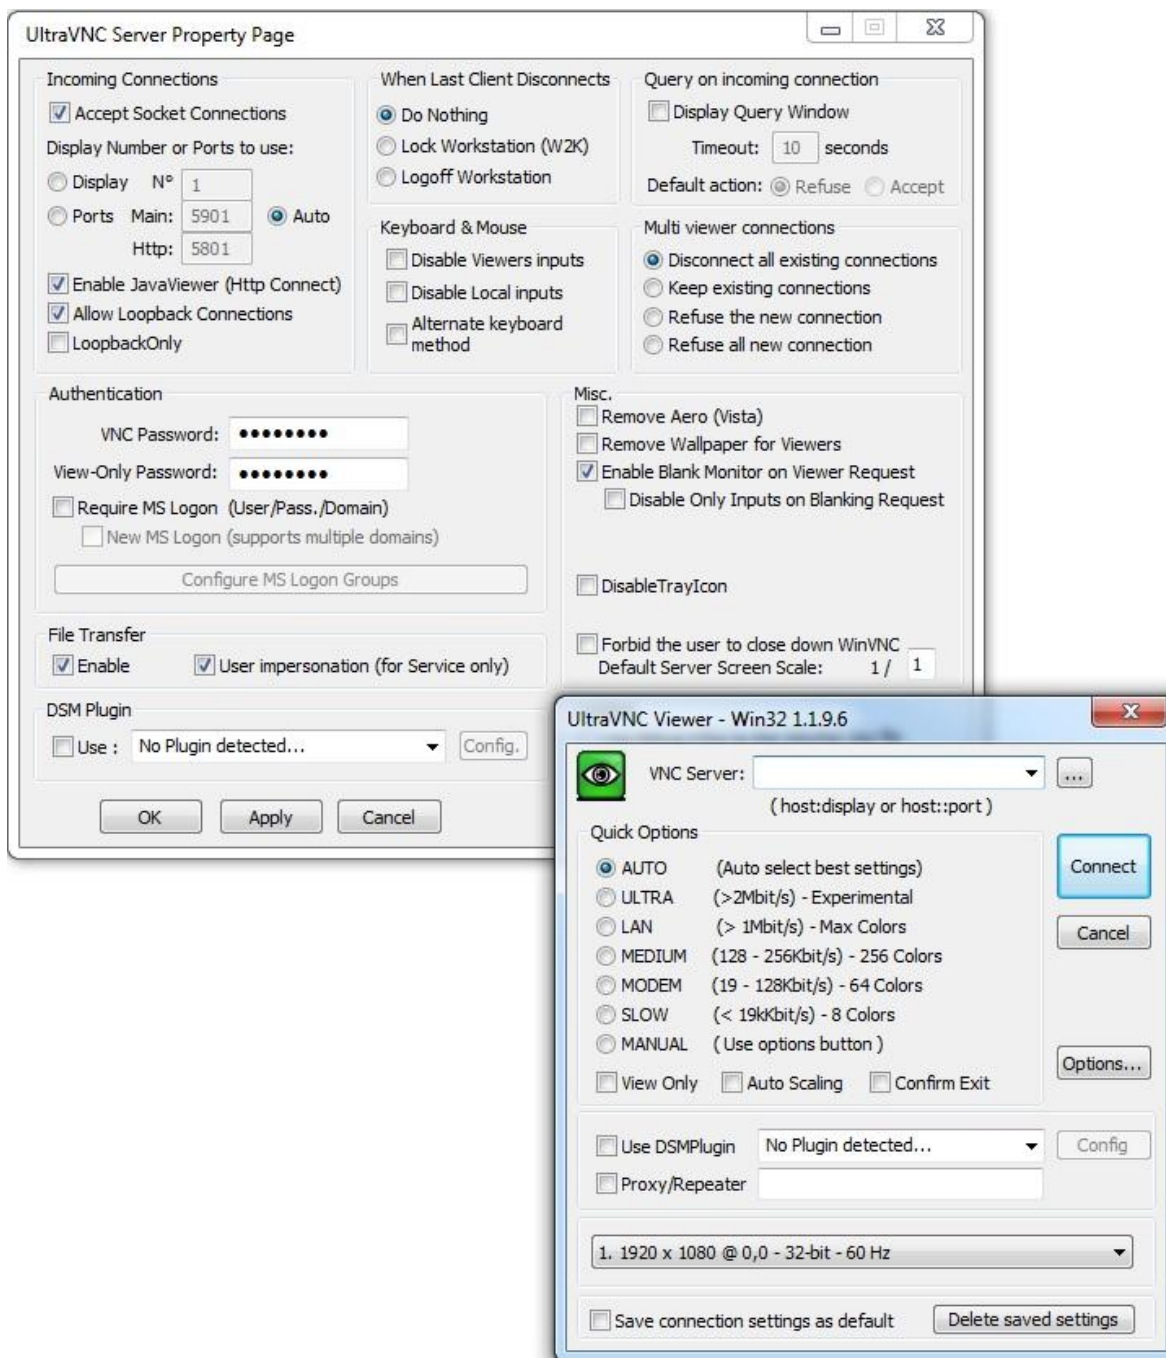 UltraVNC Server Property Page
Incoming Connections
Accept Socket Connections
Display Number or Ports to use:
Display N° 1
Ports Main: 5901 Auto
Http: 5801
Enable JavaViewer (Http Connect)
Allow Loopback Connections
LoopbackOnly
When Last Client Disconnects
Do Nothing
Lock Workstation (W2K)
Logoff Workstation
Keyboard & Mouse
Disable Viewers inputs
Disable Local inputs
Alternate keyboard
method
Query on incoming connection
Display Query Window
Timeout: 10 seconds
Default action: Refuse Accept
Multi viewer connections
Disconnect all existing connections
Keep existing connections
Refuse the new connection
Refuse all new connection
Authentication
VNC Password: ●●●●●●●●
View-Only Password: ●●●●●●●●
Require MS Logon (User/Pass./Domain)
New MS Logon (supports multiple domains)
Configure MS Logon Groups
Misc.
Remove Aero (Vista)
Remove Wallpaper for Viewers
Enable Blank Monitor on Viewer Request
Disable Only Inputs on Blanking Request
DisableTrayIcon
Forbid the user to close down WinVNC
Default Server Screen Scale: 1 / 1
File Transfer
Enable User impersonation (for Service only)
DSM Plugin
Use : No Plugin detected... Config.
OK Apply Cancel
UltraVNC Viewer - Win32 1.1.9.6
VNC Server: ...
( host:display or host::port )
Quick Options
AUTO (Auto select best settings)
ULTRA (>2Mbit/s) - Experimental
LAN (> 1Mbit/s) - Max Colors
MEDIUM (128 - 256Kbit/s) - 256 Colors
MODEM (19 - 128Kbit/s) - 64 Colors
SLOW (< 19kKbit/s) - 8 Colors
MANUAL ( Use options button )
View Only Auto Scaling Confirm Exit
Connect
Cancel
Options...
Use DSMPlugin No Plugin detected... Config
Proxy/Repeater
1. 1920 x 1080 @ 0,0 - 32-bit - 60 Hz
Save connection settings as default Delete saved settings